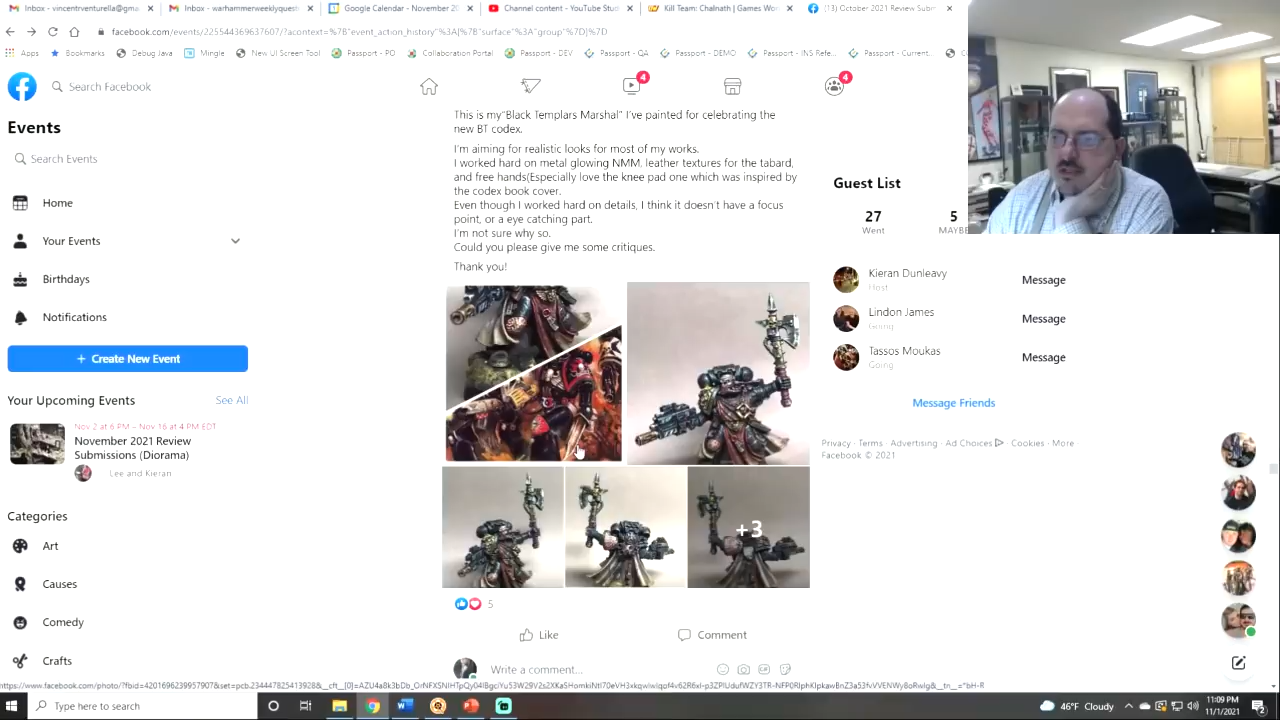 Inbox - vincentrventurella@gma
Inbox - warhammerweeklyquest
Google Calendar - November 20
Channel content - YouTube Stud
Kill Team: Chalnath | Games Wor
(13) October 2021 Review Subm
facebook.com/events/225544369637607/?acontext=%7B"event_action_history"%3A[%7B"surface"%3A"group"%7D]%7D
Apps
Bookmarks
Debug Java
Mingle
New UI Screen Tool
Passport - PO
Collaboration Portal
Passport - DEV
Passport - QA
Passport - DEMO
Passport - INS Refe...
Passport - Current...
Search Facebook
4
4
Events
Search Events
Home
Your Events
Birthdays
Notifications
+ Create New Event
Your Upcoming Events
See All
Nov 2 at 6 PM – Nov 16 at 4 PM EDT
November 2021 Review
Submissions (Diorama)
Lee and Kieran
Categories
Art
Causes
Comedy
Crafts
This is my"Black Templars Marshal" I've painted for celebrating the
new BT codex.
I'm aiming for realistic looks for most of my works.
I worked hard on metal glowing NMM, leather textures for the tabard,
and free hands(Especially love the knee pad one which was inspired by
the codex book cover.
Even though I worked hard on details, I think it doesn't have a focus
point, or a eye catching part.
I'm not sure why so.
Could you please give me some critiques.
Thank you!
+3
5
Like
Comment
Write a comment...
Guest List
27
Went
5
MAYB
Kieran Dunleavy
Host
Message
Lindon James
Going
Message
Tassos Moukas
Going
Message
Message Friends
Privacy · Terms · Advertising · Ad Choices · Cookies · More
Facebook © 2021
Type here to search
46°F Cloudy
11:09 PM
11/1/2021
2